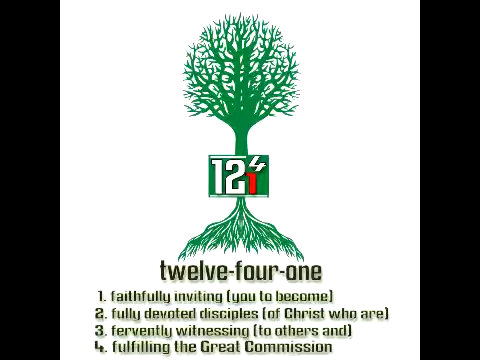 12 4
1
twelve-four-one
1. faithfully inviting (you to become)
2. fully devoted disciples (of Christ who are)
3. fervently witnessing (to others and)
4. fulfilling the Great Commission